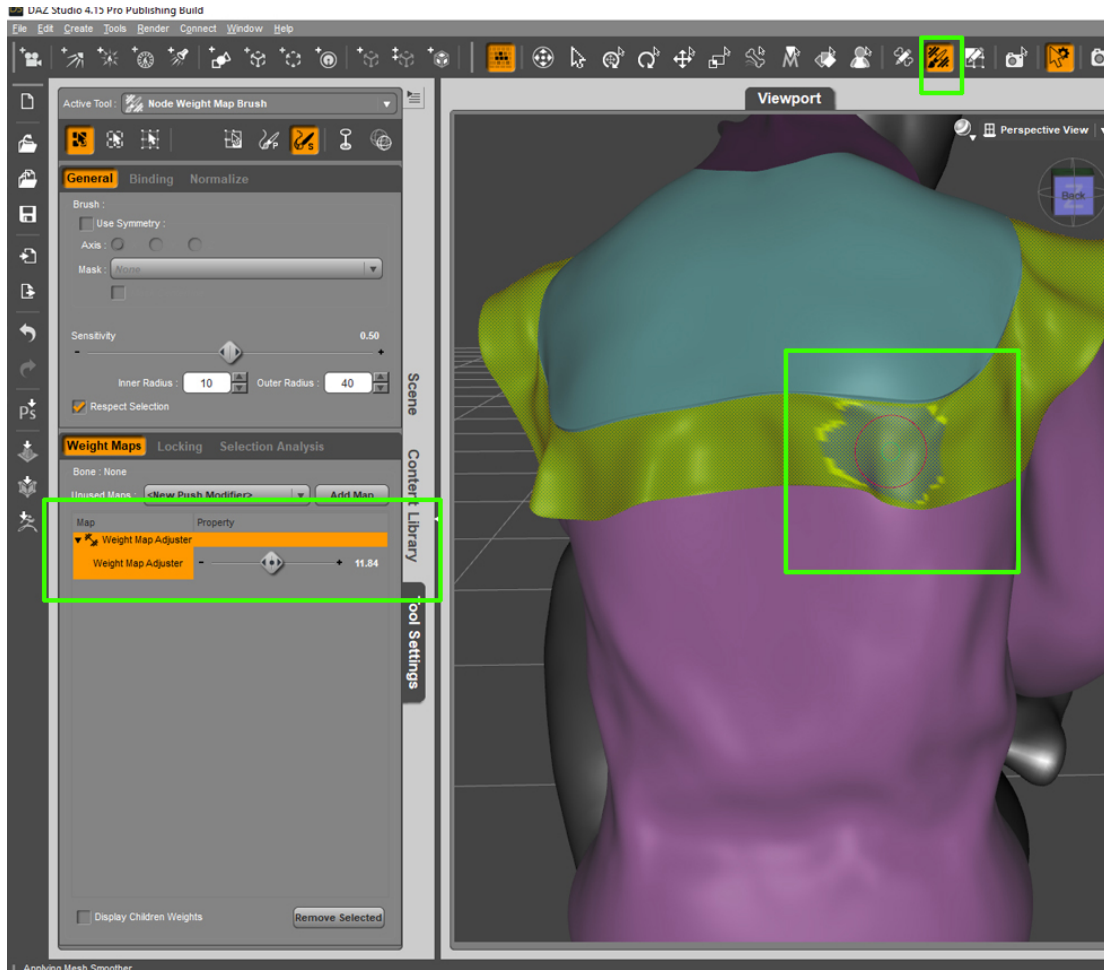 DAZ Studio 4.15 Pro Publishing Build
File Edit Create Tools Render Connect Window Help
Active Tool : Node Weight Map Brush
Viewport
Perspective View
Back
General Binding Normalize
Brush :
Use Symmetry :
Axis :
Mask : None
Sensitivity 0.50
Inner Radius : 10 Outer Radius : 40
Respect Selection
Scene
Content Library
Tool Settings
Weight Maps Locking Selection Analysis
Bone : None
Unused Maps : <New Push Modifier> Add Map
Map Property
Weight Map Adjuster
Weight Map Adjuster - + 11.84
Display Children Weights Remove Selected
Applying Mesh Smoother